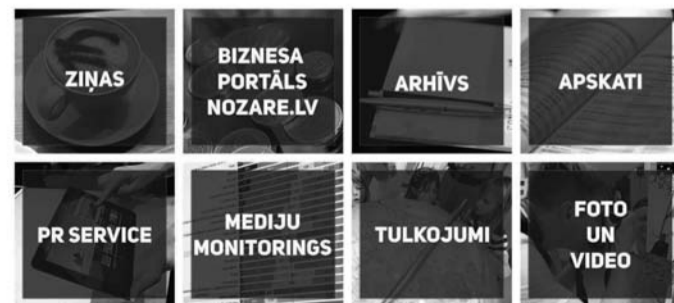 ZIŅAS
BIZNESA
PORTĀLS
NOZARE.LV
ARHĪVS
APSKATI
PR SERVICE
MEDIJU
MONITORINGS
TULKOJUMI
FOTO
UN
VIDEO